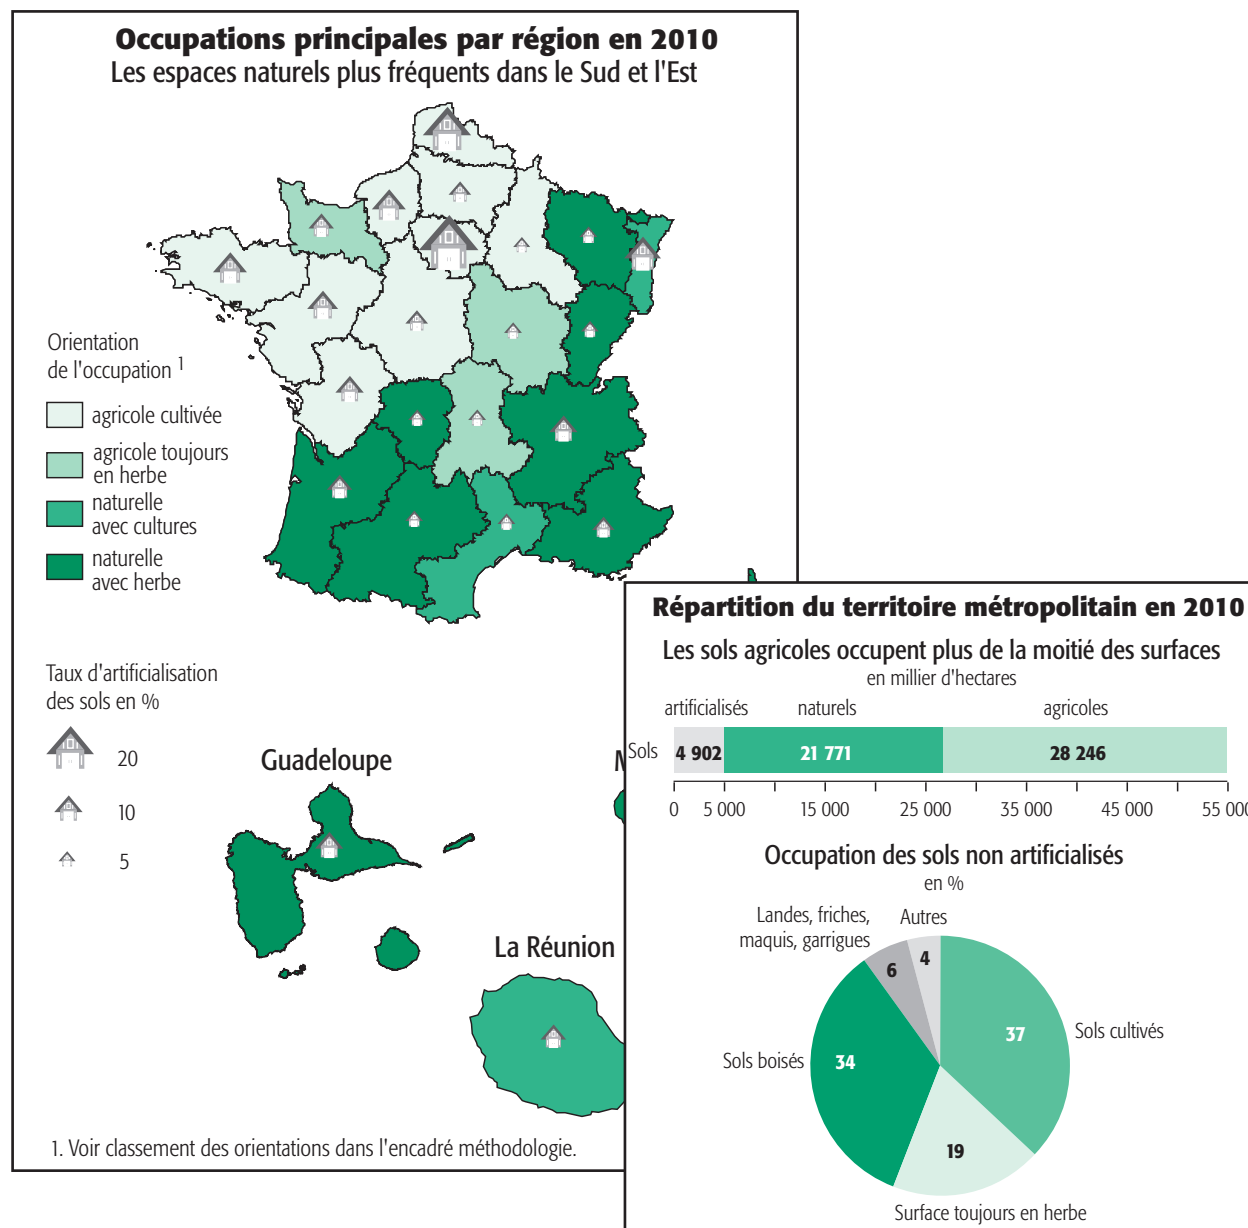 Occupations principales par région en 2010
Les espaces naturels plus fréquents dans le Sud et l'Est
Orientation
de l'occupation 1
agricole cultivée
agricole toujours
en herbe
naturelle
avec cultures
naturelle
avec herbe
Taux d'artificialisation
des sols en %
20
10
5
Guadeloupe
La Réunion
1. Voir classement des orientations dans l'encadré méthodologie.
Répartition du territoire métropolitain en 2010
Les sols agricoles occupent plus de la moitié des surfaces
en millier d'hectares
artificialisés naturels agricoles
Sols 4 902 21 771 28 246
0 5 000 15 000 25 000 35 000 45 000 55 000
Occupation des sols non artificialisés
en %
Landes, friches,
maquis, garrigues
Autres
6
4
37
Sols cultivés
Sols boisés
34
19
Surface toujours en herbe